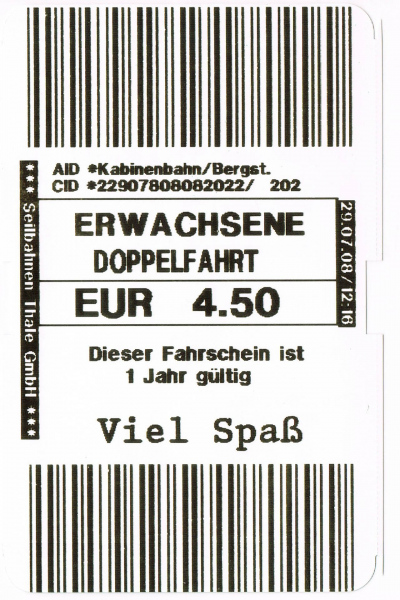 AID *Kabinenbahn/Bergst.
CID *22907808082022/ 202
*** Seilbahnen Thale GmbH ***
ERWACHSENE
DOPPELFAHRT
EUR 4.50
29.07.08/12:16
Dieser Fahrschein ist
1 Jahr gültig
Viel Spaß